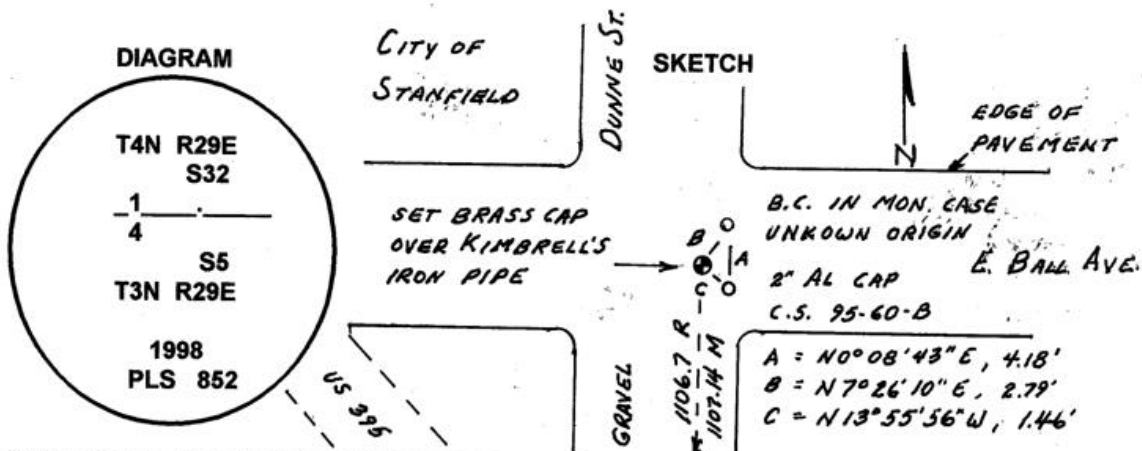 DIAGRAM
T4N R29E
S32
1
4
S5
T3N R29E
1998
PLS 852
CITY OF
STANFIELD
DUNNE ST.
SKETCH
N
EDGE OF
PAVEMENT
SET BRASS CAP
OVER KIMBRELL'S
IRON PIPE
B
A
C
B.C. IN MON. CASE
UNKOWN ORIGIN
2" AL CAP
C.S. 95-60-B
E. BALL AVE.
US 395
GRAVEL
1106.7 R
1107.14 M
A = N0°08'43"E, 4.18'
B = N7°26'10"E, 2.79'
C = N13°55'56"W, 1.46'